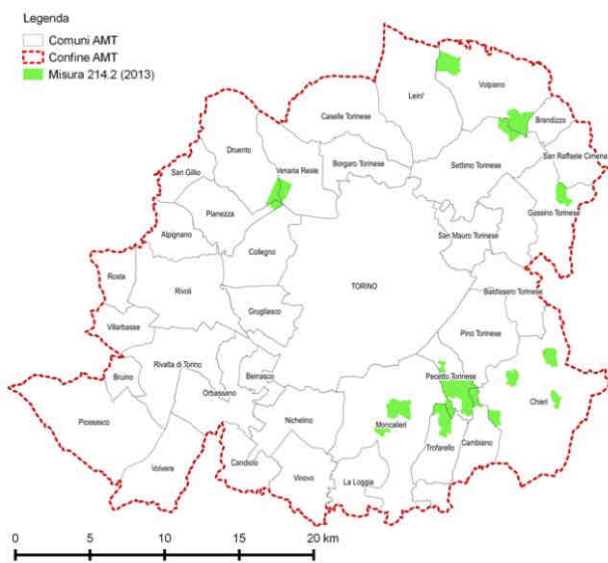 Legenda
Comuni AMT
Confine AMT
Misura 214.2 (2013)
Volpiano
Leini'
Caselle Torinese
Brandizzo
Druento
Settimo Torinese
San Raffaele Cimena
Borgaro Torinese
Venaria Reale
San Gillio
Pianezza
Gassino Torinese
Alpignano
San Mauro Torinese
Collegno
Rosta
Rivoli
TORINO
Baldissero Torinese
Grugliasco
Villarbasse
Pino Torinese
Rivalta di Torino
Bruino
Beinasco
Pecetto Torinese
Orbassano
Chieri
Piossasco
Nichelino
Moncalieri
Trofarello
Cambiano
Candiolo
Volvera
Vinovo
La Loggia
0 5 10 15 20 km